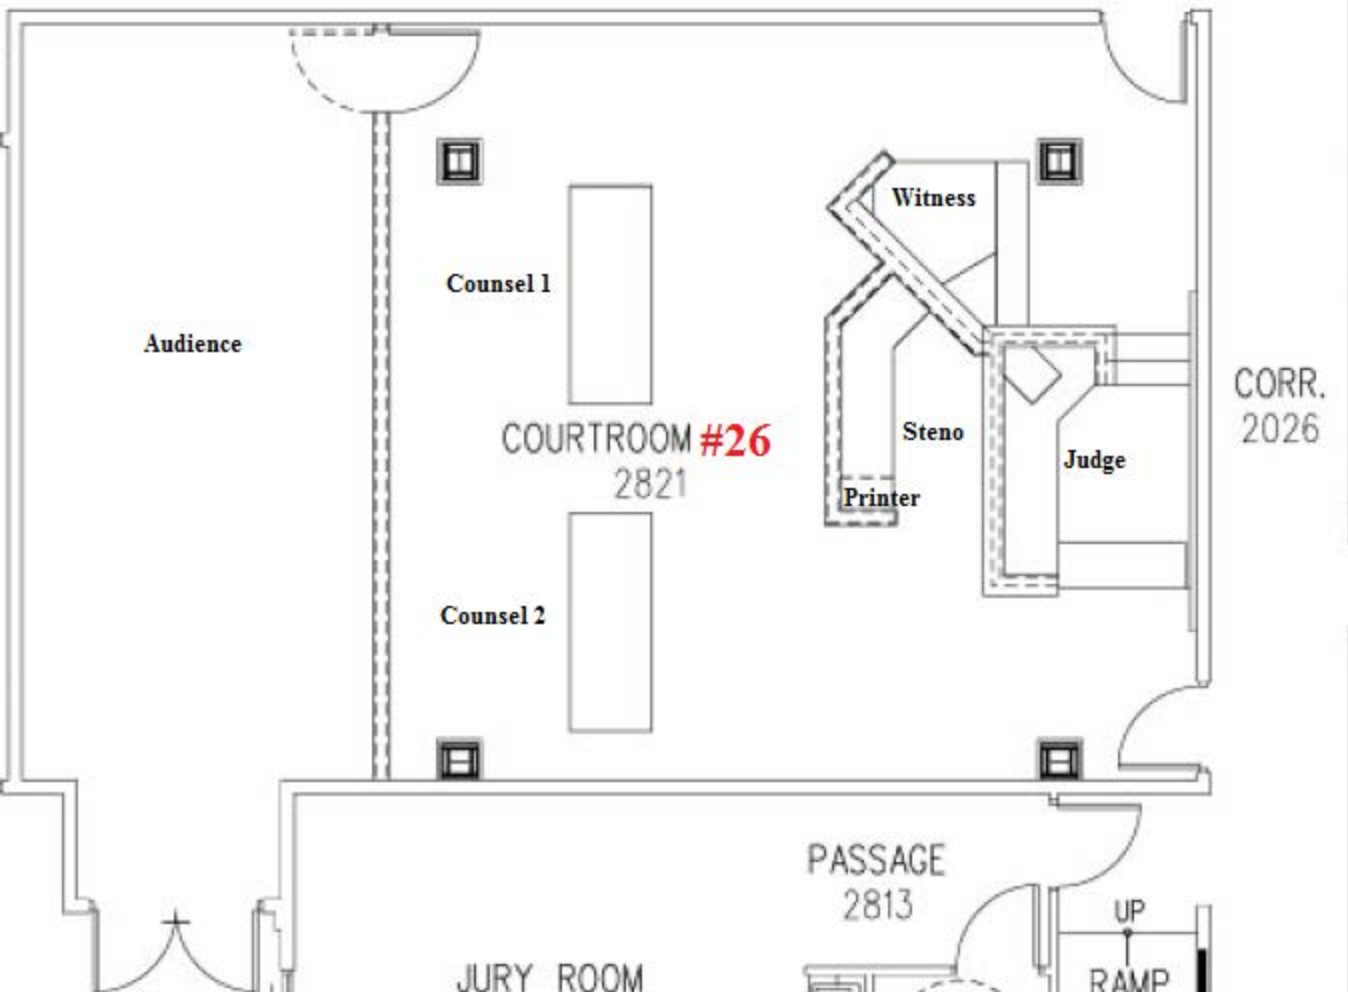 Witness
Counsel 1
Audience
CORR.
2026
COURTROOM #26
2821
Steno
Judge
Printer
Counsel 2
PASSAGE
2813
UP
JURY ROOM
RAMP